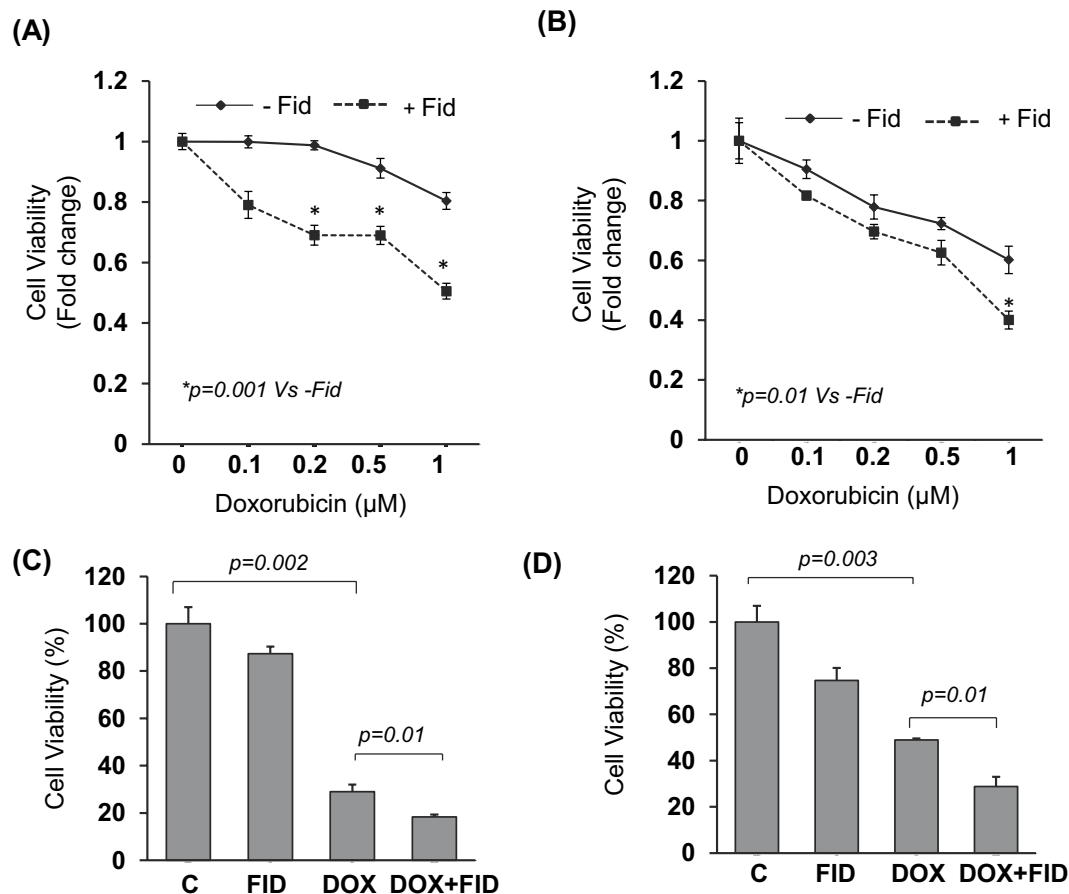 (A)
1.2
1
0.8
0.6
0.4
0.2
0
- Fid
+ Fid
*
*
*
*p=0.001 Vs -Fid
Cell Viability
(Fold change)
0 0.1 0.2 0.5 1
Doxorubicin (µM)
(B)
1.2
1
0.8
0.6
0.4
0.2
0
- Fid
+ Fid
*
*p=0.01 Vs -Fid
Cell Viability
(Fold change)
0 0.1 0.2 0.5 1
Doxorubicin (µM)
(C)
120
100
80
60
40
20
0
Cell Viability (%)
p=0.002
p=0.01
C FID DOX DOX+FID
(D)
120
100
80
60
40
20
0
Cell Viability (%)
p=0.003
p=0.01
C FID DOX DOX+FID